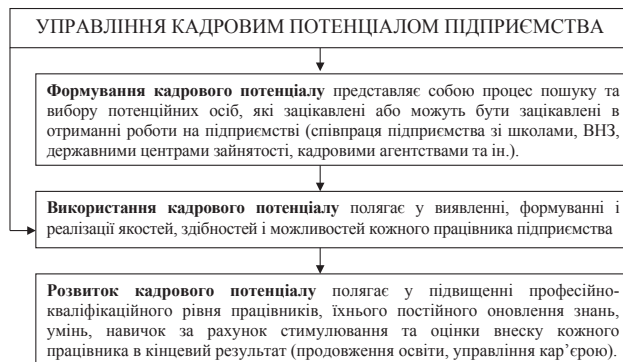 УПРАВЛІННЯ КАДРОВИМ ПОТЕНЦІАЛОМ ПІДПРИЄМСТВА
Формування кадрового потенціалу представляє собою процес пошуку та
вибору потенційних осіб, які зацікавлені або можуть бути зацікавлені в
отриманні роботи на підприємстві (співпраця підприємства зі школами, ВНЗ,
державними центрами зайнятості, кадровими агентствами та ін.).
Використання кадрового потенціалу полягає у виявленні, формуванні і
реалізації якостей, здібностей і можливостей кожного працівника підприємства
Розвиток кадрового потенціалу полягає у підвищенні професійно-
кваліфікаційного рівня працівників, їхнього постійного оновлення знань,
умінь, навичок за рахунок стимулювання та оцінки внеску кожного
працівника в кінцевий результат (продовження освіти, управління кар’єрою).